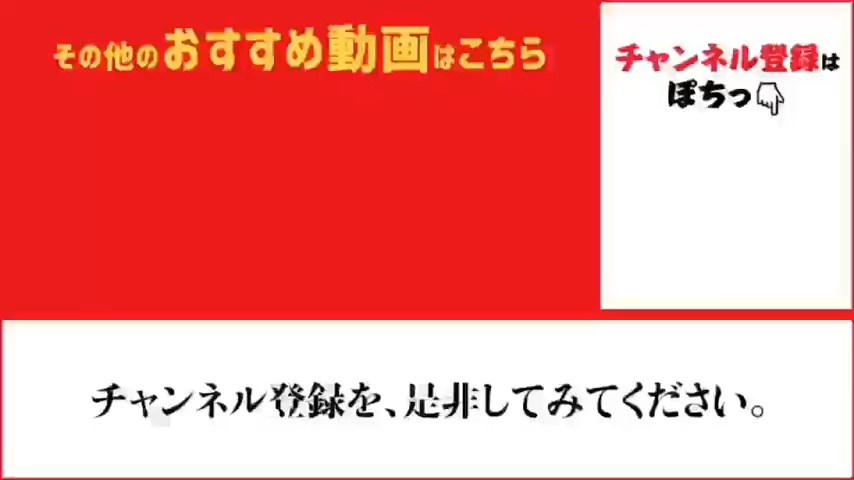 その他のおすすめ動画はこちら
チャンネル登録は
ぽちっ
チャンネル登録を、是非してみてください。